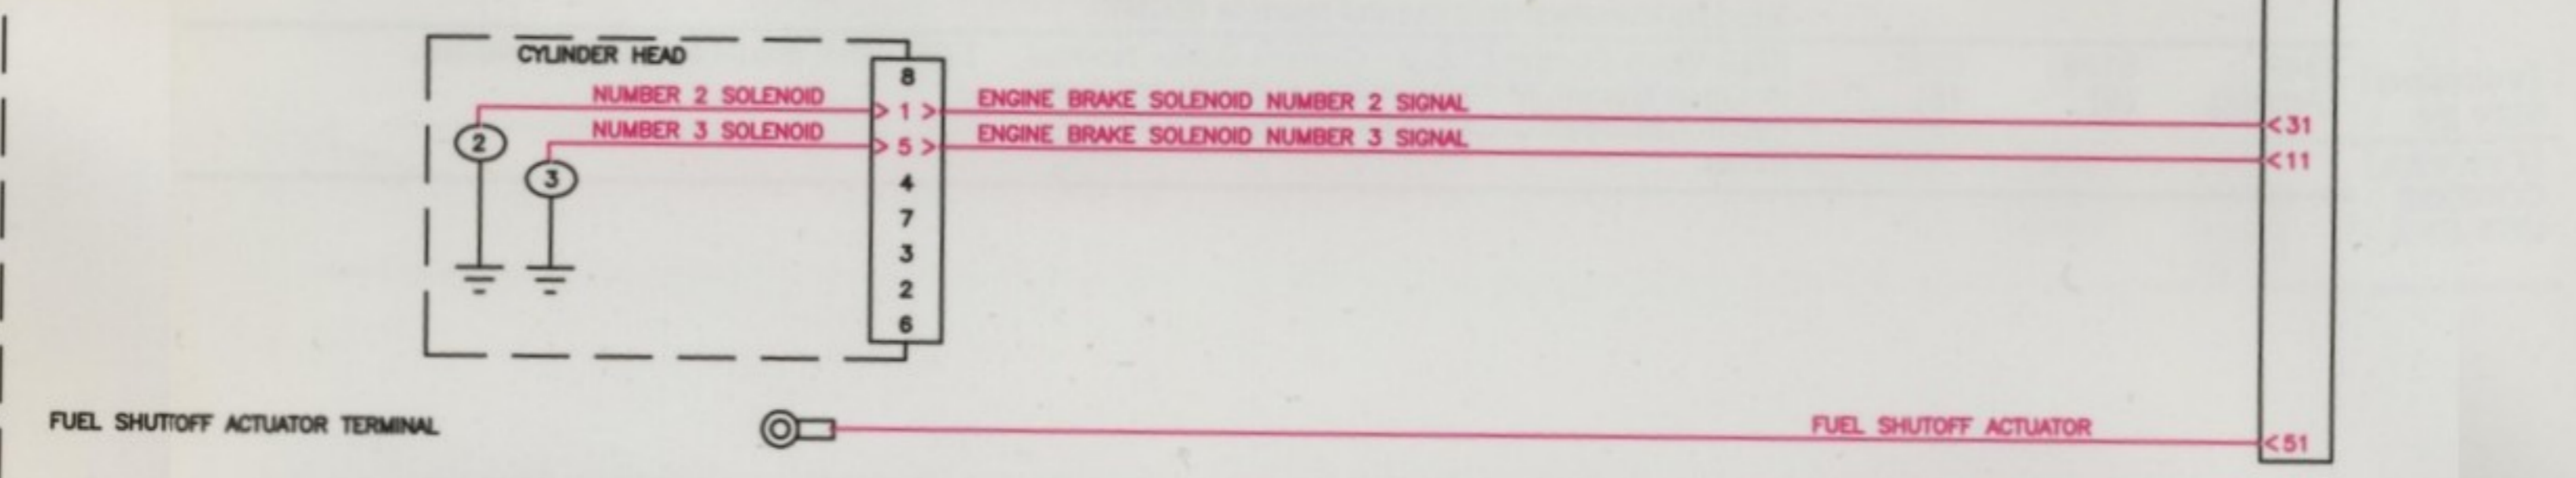 CYLINDER HEAD
8
NUMBER 2 SOLENOID > 1 > ENGINE BRAKE SOLENOID NUMBER 2 SIGNAL <31
NUMBER 3 SOLENOID > 5 > ENGINE BRAKE SOLENOID NUMBER 3 SIGNAL <11
2
3
4
7
3
2
6
FUEL SHUTOFF ACTUATOR TERMINAL FUEL SHUTOFF ACTUATOR <51